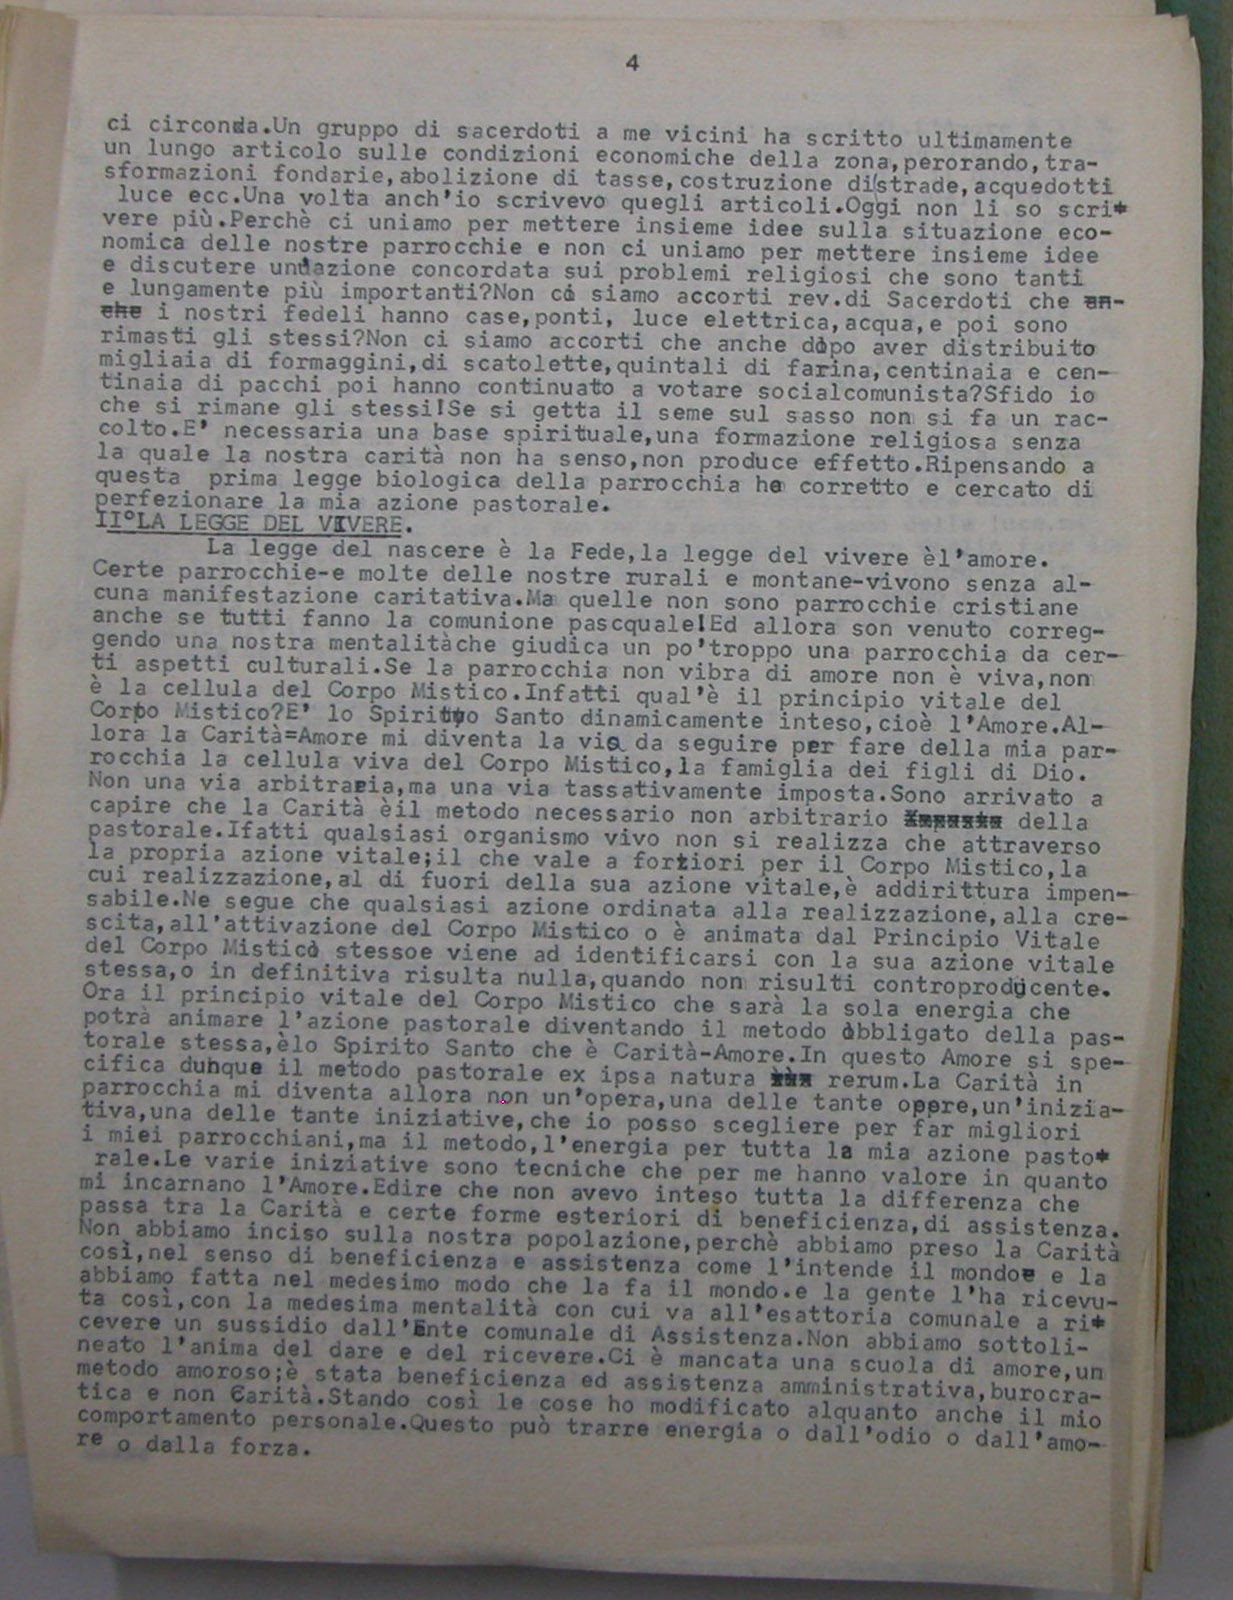 4
ci circonda.Un gruppo di sacerdoti a me vicini ha scritto ultimamente
un lungo articolo sulle condizioni economiche della zona,perorando,tra-
sformazioni fondarie,abolizione di tasse,costruzione di strade,acquedotti
luce ecc.Una volta anch'io scrivevo quegli articoli.Oggi non li so scri*
vere più.Perchè ci uniamo per mettere insieme idee sulla situazione eco-
nomica delle nostre parrocchie e non ci uniamo per mettere insieme idee
e discutere un'azione concordata sui problemi religiosi che sono tanti
e lungamente più importanti?Non ci siamo accorti rev.di Sacerdoti che an-
che i nostri fedeli hanno case,ponti, luce elettrica,acqua,e poi sono
rimasti gli stessi?Non ci siamo accorti che anche dopo aver distribuito
migliaia di formaggini,di scatolette,quintali di farina,centinaia e cen-
tinaia di pacchi poi hanno continuato a votare socialcomunista?Sfido io
che si rimane gli stessi!Se si getta il seme sul sasso non si fa un rac-
colto.E' necessaria una base spirituale,una formazione religiosa senza
la quale la nostra carità non ha senso,non produce effetto.Ripensando a
questa prima legge biologica della parrocchia ho corretto e cercato di
perfezionare la mia azione pastorale.
II°LA LEGGE DEL VIVERE.
La legge del nascere è la Fede,la legge del vivere èl'amore.
Certe parrocchie-e molte delle nostre rurali e montane-vivono senza al-
cuna manifestazione caritativa.Ma quelle non sono parrocchie cristiane
anche se tutti fanno la comunione pascquale!Ed allora son venuto correg-
gendo una nostra mentalitàche giudica un po'troppo una parrocchia da cer-
ti aspetti culturali.Se la parrocchia non vibra di amore non è viva,non
è la cellula del Corpo Mistico.Infatti qual'è il principio vitale del
Corpo Mistico?E' lo Spirito Santo dinamicamente inteso,cioè l'Amore.Al-
lora la Carità=Amore mi diventa la via da seguire per fare della mia par-
rocchia la cellula viva del Corpo Mistico,la famiglia dei figli di Dio.
Non una via arbitraria,ma una via tassativamente imposta.Sono arrivato a
capire che la Carità èil metodo necessario non arbitrario della
pastorale.Ifatti qualsiasi organismo vivo non si realizza che attraverso
la propria azione vitale;il che vale a fortiori per il Corpo Mistico,la
cui realizzazione,al di fuori della sua azione vitale,è addirittura impen-
sabile.Ne segue che qualsiasi azione ordinata alla realizzazione,alla cre-
scita,all'attivazione del Corpo Mistico o è animata dal Principio Vitale
del Corpo Mistico stessoe viene ad identificarsi con la sua azione vitale
stessa,o in definitiva risulta nulla,quando non risulti controproducente.
Ora il principio vitale del Corpo Mistico che sarà la sola energia che
potrà animare l'azione pastorale diventando il metodo obbligato della pas-
torale stessa,èlo Spirito Santo che è Carità-Amore.In questo Amore si spe-
cifica dunque il metodo pastorale ex ipsa natura rerum.La Carità in
parrocchia mi diventa allora non un'opera,una delle tante opere,un'inizia-
tiva,una delle tante iniziative,che io posso scegliere per far migliori
i miei parrocchiani,ma il metodo,l'energia per tutta la mia azione pasto*
rale.Le varie iniziative sono tecniche che per me hanno valore in quanto
mi incarnano l'Amore.Edire che non avevo inteso tutta la differenza che
passa tra la Carità e certe forme esteriori di beneficienza,di assistenza.
Non abbiamo inciso sulla nostra popolazione,perchè abbiamo preso la Carità
così,nel senso di beneficienza e assistenza come l'intende il mondo e la
abbiamo fatta nel medesimo modo che la fa il mondo.e la gente l'ha ricevu-
ta così,con la medesima mentalità con cui va all'esattoria comunale a ri*
cevere un sussidio dall'Ente comunale di Assistenza.Non abbiamo sottoli-
neato l'anima del dare e del ricevere.Ci è mancata una scuola di amore,un
metodo amoroso;è stata beneficienza ed assistenza amministrativa,burocra-
tica e non Carità.Stando così le cose ho modificato alquanto anche il mio
comportamento personale.Questo può trarre energia o dall'odio o dall'amo-
re o dalla forza.